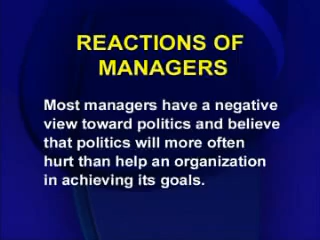 REACTIONS OF
MANAGERS
Most managers have a negative
view toward politics and believe
that politics will more often
hurt than help an organization
in achieving its goals.